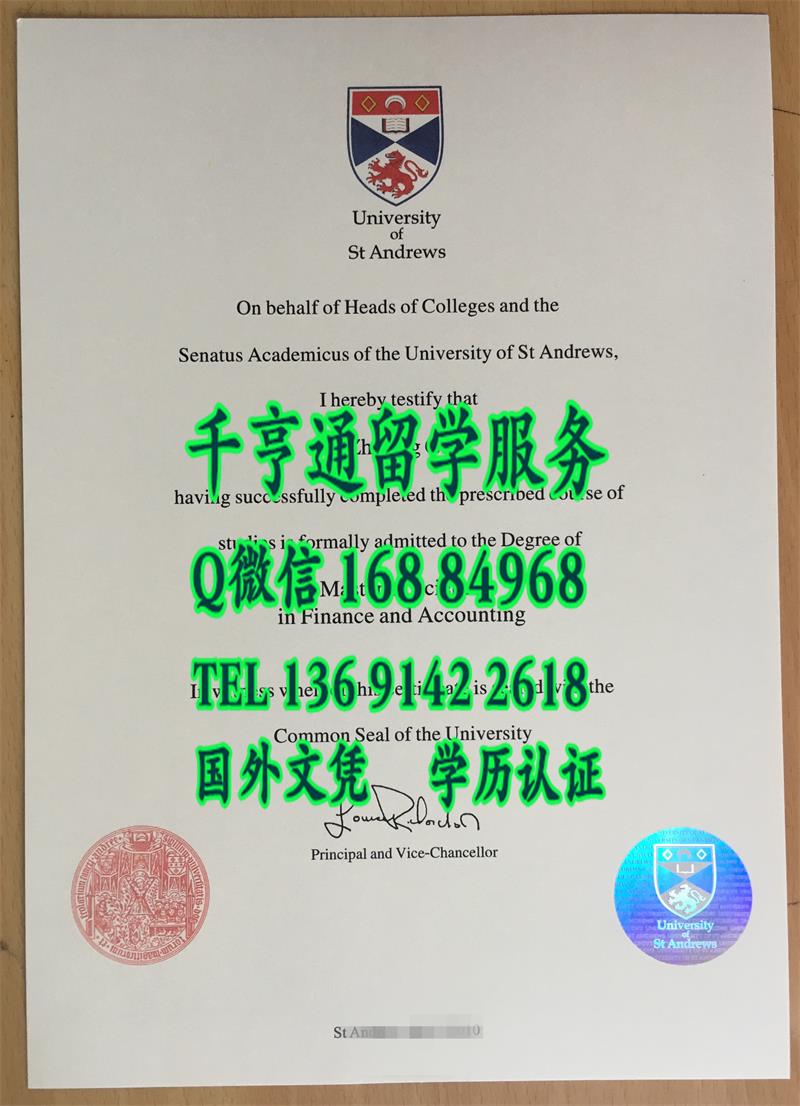 University
of
St Andrews
On behalf of Heads of Colleges and the
Senatus Academicus of the University of St Andrews,
I hereby testify that
千亨通留学服务
having successfully completed the prescribed course of
studies is formally admitted to the Degree of
Q微信 168 84968
in Finance and Accounting
TEL 136 9142 2618
the
Common Seal of the University
国外文凭 学历认证
Principal and Vice-Chancellor
University
of
St Andrews
St